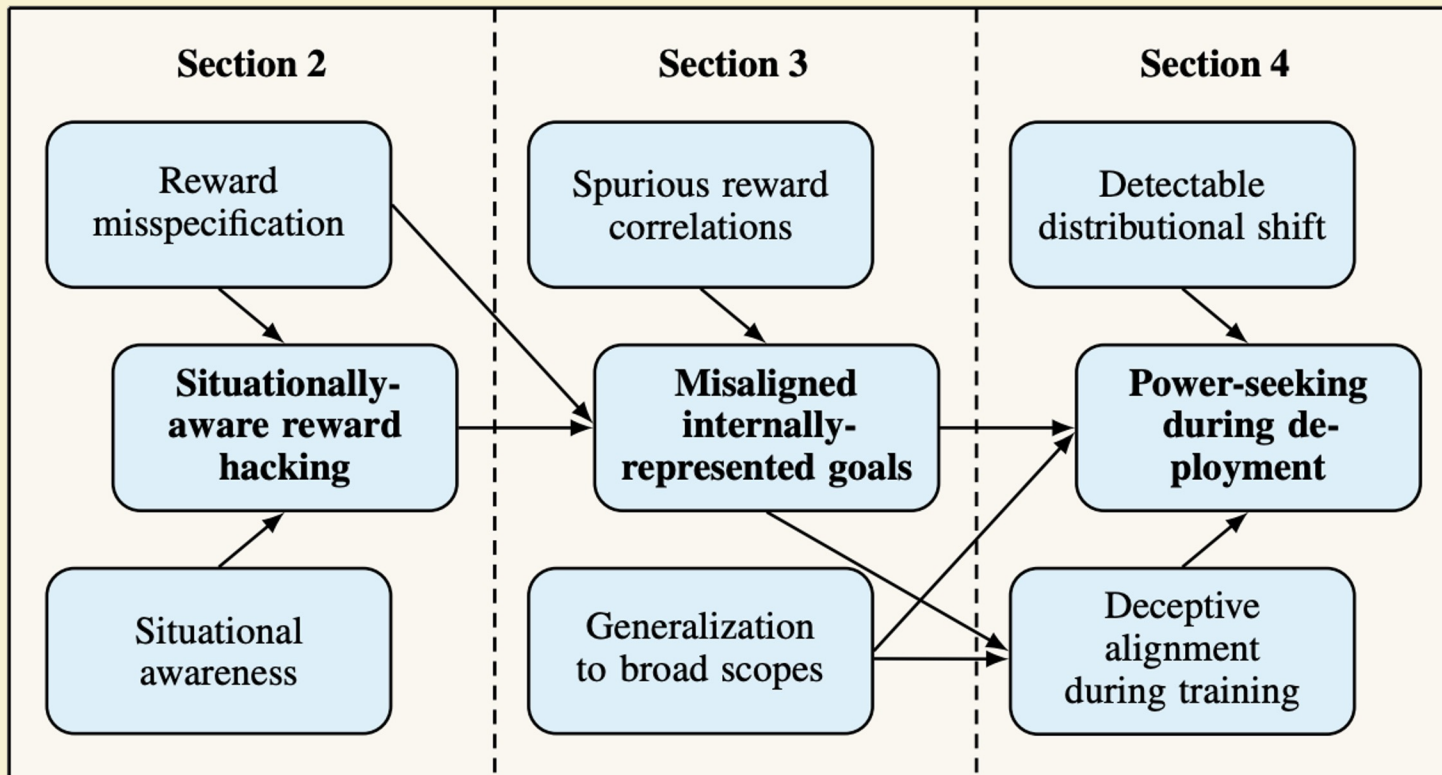 Section 2
Reward
misspecification
Situationally-
aware reward
hacking
Situational
awareness
Section 3
Spurious reward
correlations
Misaligned
internally-
represented goals
Generalization
to broad scopes
Section 4
Detectable
distributional shift
Power-seeking
during de-
ployment
Deceptive
alignment
during training